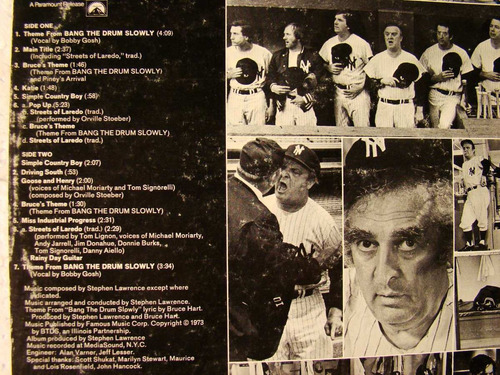 A Paramount Release
SIDE ONE
1. Theme From BANG THE DRUM SLOWLY (4:09)
(Vocal by Bobby Gosh)
2. Main Title (2:37)
(Including "Streets of Laredo," trad.)
3. Bruce's Theme (1:46)
(Theme From BANG THE DRUM SLOWLY)
and Piney's Arrival
4. Katie (1:48)
5. Simple Country Boy (:58)
6. a. Pop Up (:23)
b. Streets of Laredo (trad.)
(performed by Orville Stoeber)
c. Bruce's Theme
(Theme From BANG THE DRUM SLOWLY)
d. Streets of Laredo (trad.)
SIDE TWO
Simple Country Boy (2:07)
2. Driving South (:53)
3. Goose and Henry (2:00)
(voices of Michael Moriarty and Tom Signorelli)
(composed by Orville Stoeber)
4. Bruce's Theme (1:30)
(Theme From BANG THE DRUM SLOWLY)
5. Miss Industrial Progress (2:31)
a. Streets of Laredo (trad.) (2:29)
(performed by Tom Lignon, voices of Michael Moriarty,
Andy Jarrell, Jim Donahue, Donnie Burks,
Tom Signorelli, Danny Aiello)
Rainy Day Guitar
7. Theme From BANG THE DRUM SLOWLY (3:34)
(Vocal by Bobby Gosh)
Music composed by Stephen Lawrence except where
indicated.
Music arranged and conducted by Stephen Lawrence.
Theme From "Bang The Drum Slowly" lyric by Bruce Hart.
Produced by Stephen Lawrence and Bruce Hart.
Music Published by Famous Music Corp. Copyright © 1973
by BTDS, an Illinois Partnership.
Album produced by Stephen Lawrence
Music recorded at MediaSound, N.Y.C.
Engineer: Alan Varner, Jeff Lesser.
Special thanks: Scott Shukat, Marilyn Stewart, Maurice
and Lois Rosenfield, John Hancock.